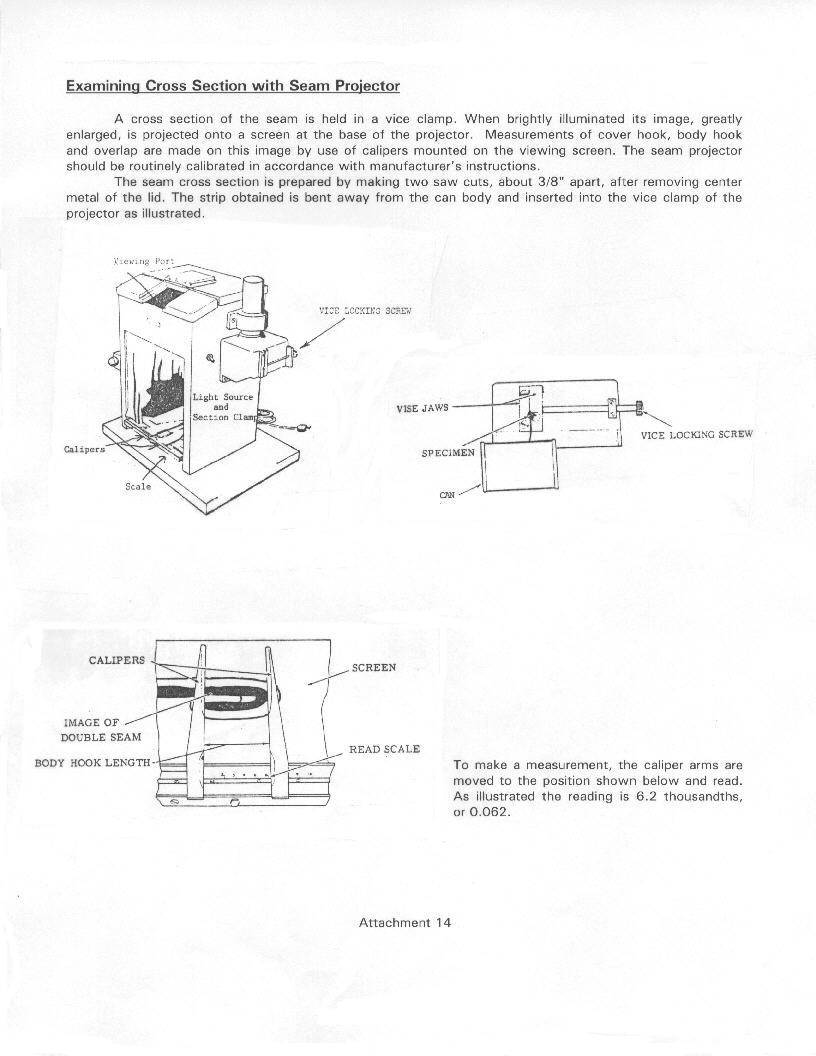 Examining Cross Section with Seam Projector
A cross section of the seam is held in a vice clamp. When brightly illuminated its image, greatly
enlarged, is projected onto a screen at the base of the projector. Measurements of cover hook, body hook
and overlap are made on this image by use of calipers mounted on the viewing screen. The seam projector
should be routinely calibrated in accordance with manufacturer's instructions.
The seam cross section is prepared by making two saw cuts, about 3/8" apart, after removing center
metal of the lid. The strip obtained is bent away from the can body and inserted into the vice clamp of the
projector as illustrated.
Viewing Port
VICE LOCKING SCREW
Light Source
and
Section Clamp
Calipers
Scale
VISE JAWS
VICE LOCKING SCREW
SPECIMEN
CAN
CALIPERS
SCREEN
IMAGE OF
DOUBLE SEAM
BODY HOOK LENGTH
READ SCALE
To make a measurement, the caliper arms are
moved to the position shown below and read.
As illustrated the reading is 6.2 thousandths,
or 0.062.
Attachment 14